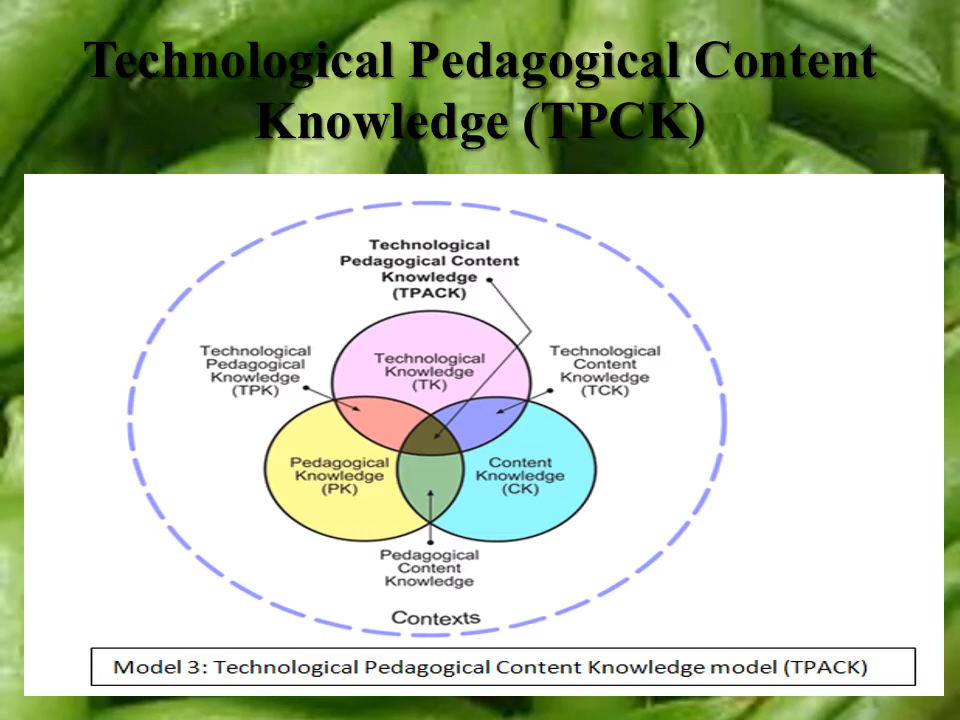 Technological Pedagogical Content
Knowledge (TPCK)
Technological
Pedagogical Content
Knowledge
(TPACK)
Technological
Pedagogical
Knowledge
(TPK)
Technological
Knowledge
(TK)
Technological
Content
Knowledge
(TCK)
Pedagogical
Knowledge
(PK)
Content
Knowledge
(CK)
Pedagogical
Content
Knowledge
Contexts
Model 3: Technological Pedagogical Content Knowledge model (TPACK)